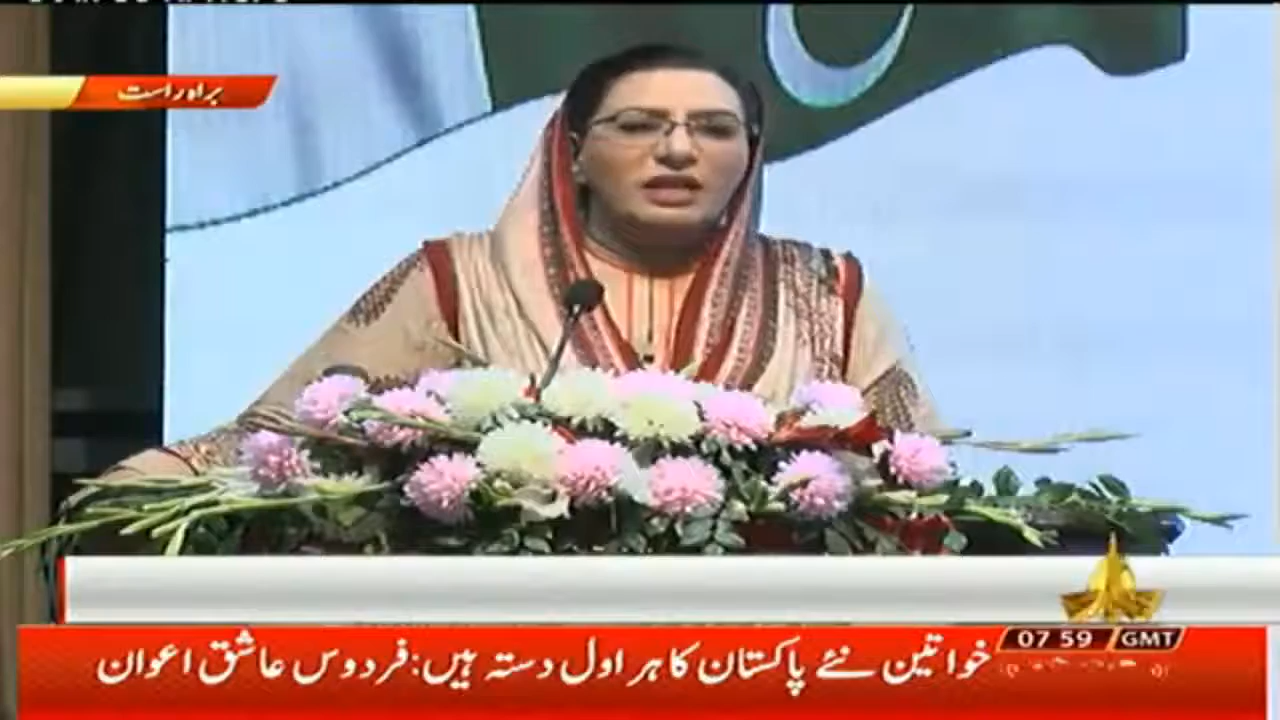 براہ راست
07 59 GMT
خواتین نئے پاکستان کا ہر اول دستہ ہیں: فردوس عاشق اعوان